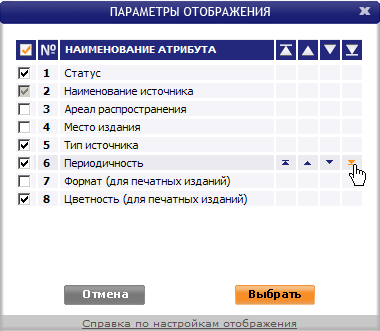 ПАРАМЕТРЫ ОТОБРАЖЕНИЯ
№ НАИМЕНОВАНИЕ АТРИБУТА
1 Статус
2 Наименование источника
3 Ареал распространения
4 Место издания
5 Тип источника
6 Периодичность
7 Формат (для печатных изданий)
8 Цветность (для печатных изданий)
Отмена Выбрать
Справка по настройкам отображения